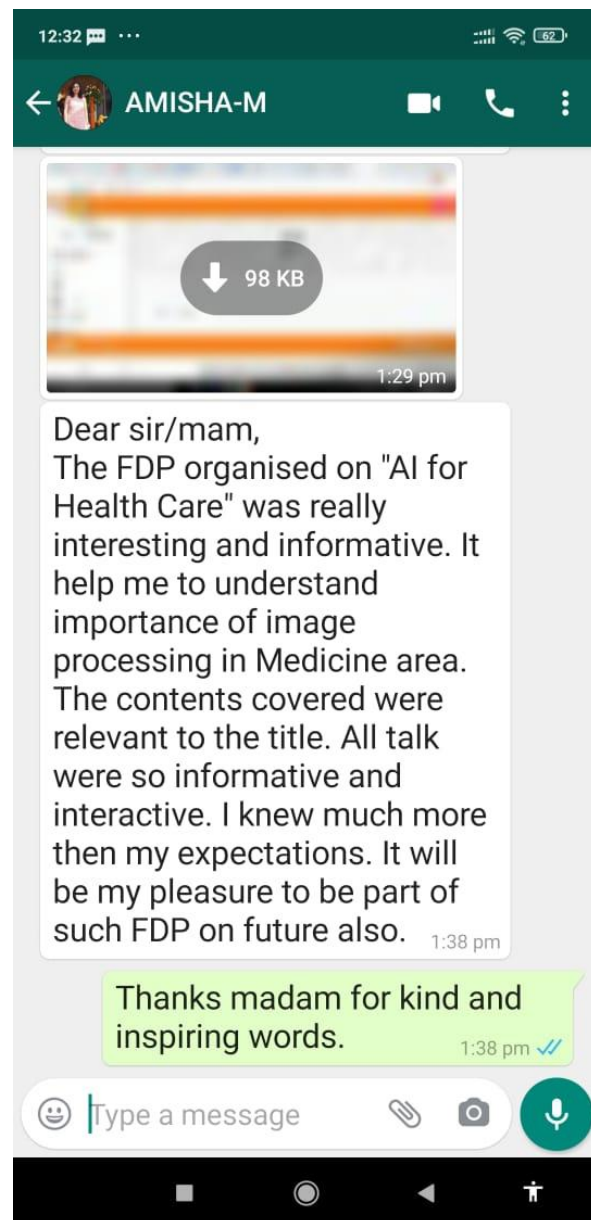 12:32
62
AMISHA-M
98 KB
1:29 pm
Dear sir/mam,
The FDP organised on "AI for
Health Care" was really
interesting and informative. It
help me to understand
importance of image
processing in Medicine area.
The contents covered were
relevant to the title. All talk
were so informative and
interactive. I knew much more
then my expectations. It will
be my pleasure to be part of
such FDP on future also.
1:38 pm
Thanks madam for kind and
inspiring words.
1:38 pm
Type a message